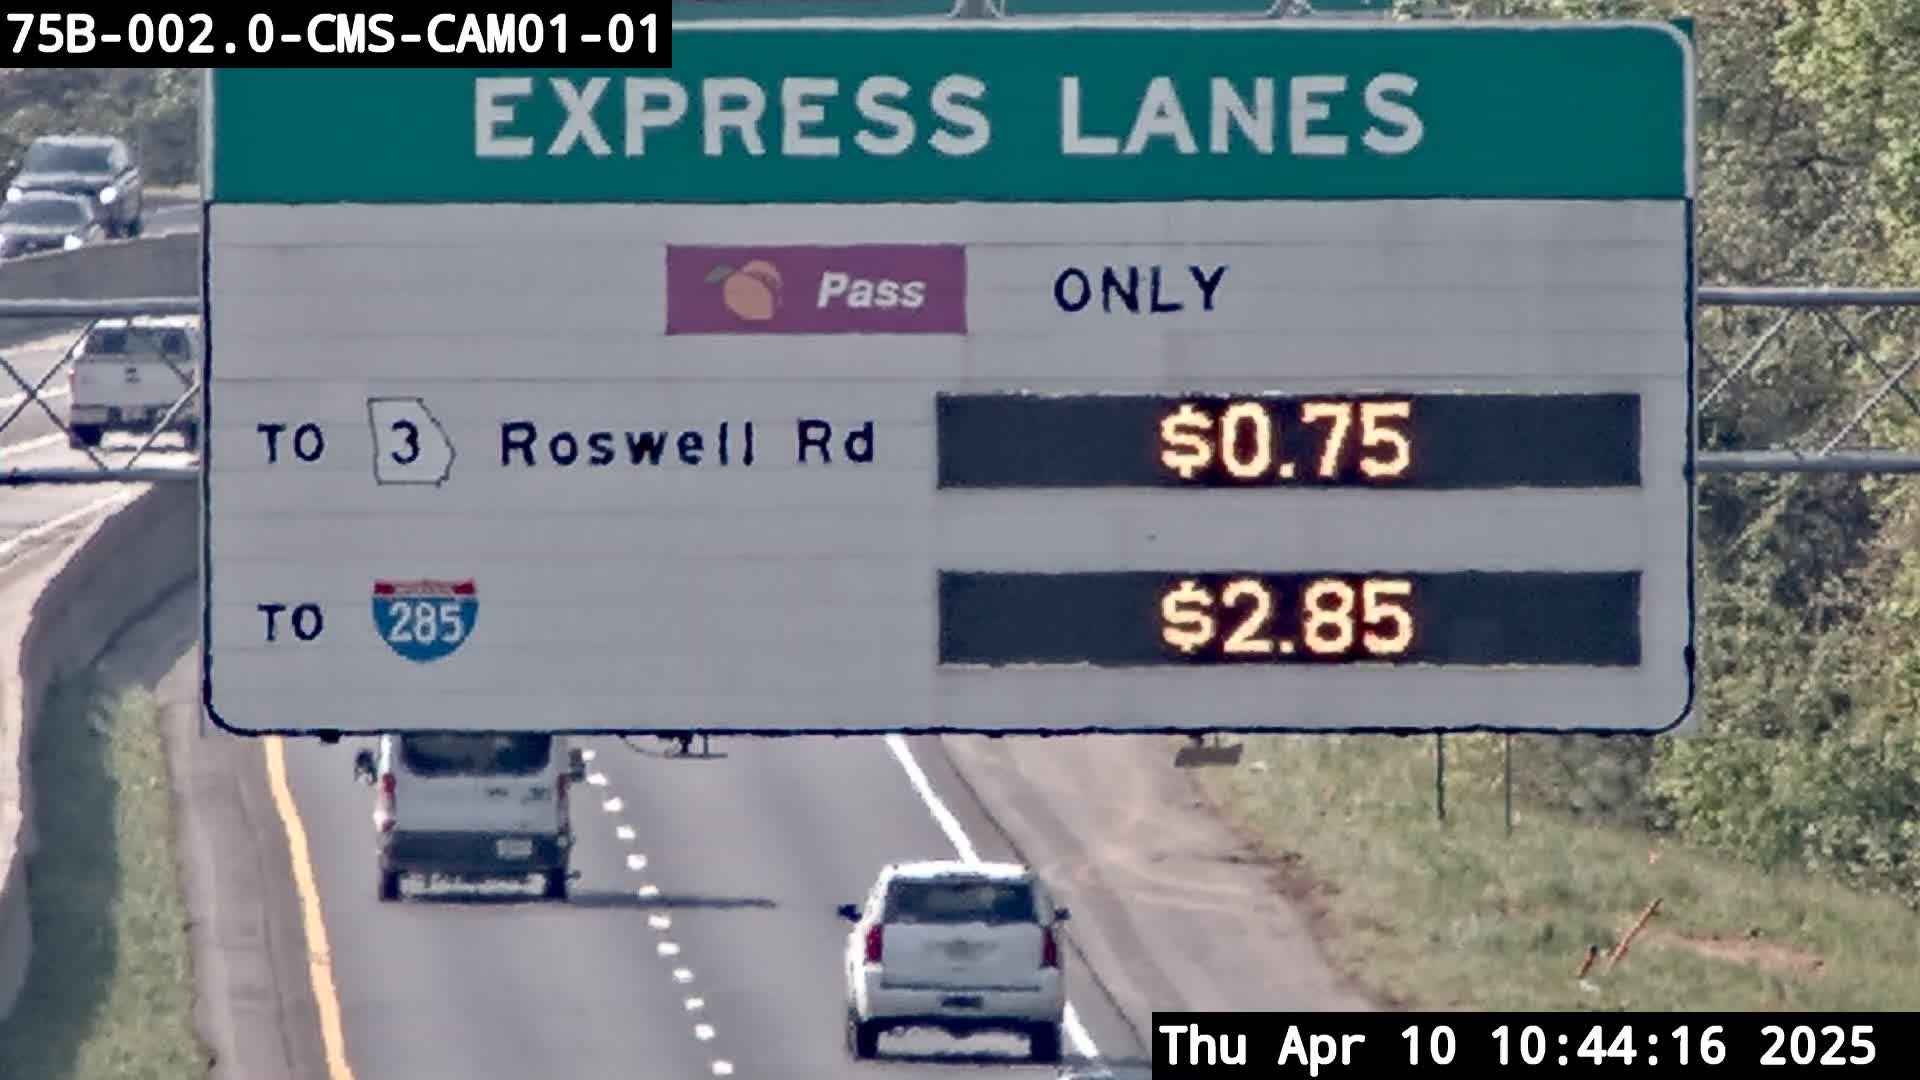 75B-002.0-CMS-CAM01-01
EXPRESS LANES
Pass ONLY
TO 3 Roswell Rd $0.75
TO 285 $2.85
Thu Apr 10 10:44:16 2025